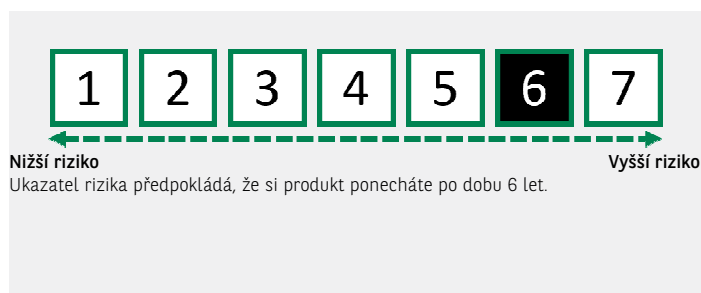 1 2 3 4 5 6 7
Nižší riziko Vyšší riziko
Ukazatel rizika předpokládá, že si produkt ponecháte po dobu 6 let.